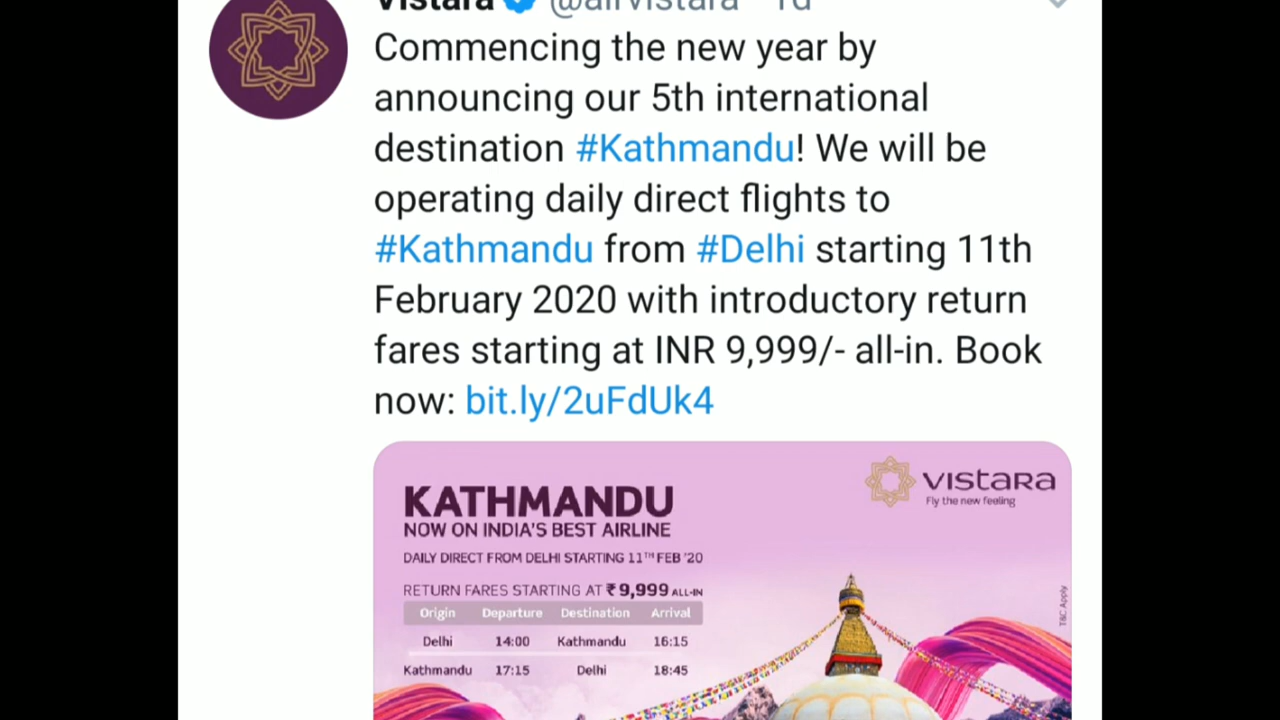 Vistara @airvistara · 1d
Commencing the new year by
announcing our 5th international
destination #Kathmandu! We will be
operating daily direct flights to
#Kathmandu from #Delhi starting 11th
February 2020 with introductory return
fares starting at INR 9,999/- all-in. Book
now: bit.ly/2uFdUk4
VISTARA
Fly the new feeling
KATHMANDU
NOW ON INDIA'S BEST AIRLINE
DAILY DIRECT FROM DELHI STARTING 11TH FEB '20
RETURN FARES STARTING AT ₹9,999 ALL-IN
Origin Departure Destination Arrival
Delhi 14:00 Kathmandu 16:15
Kathmandu 17:15 Delhi 18:45
T&C Apply